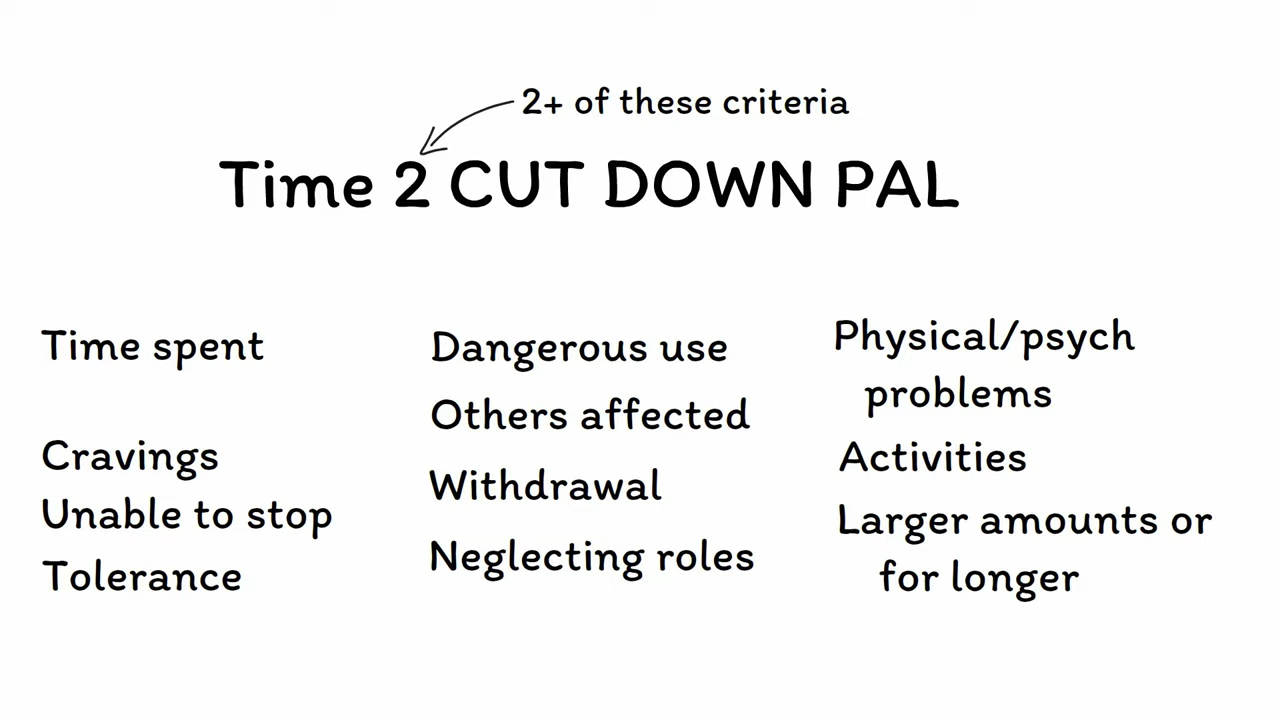 2+ of these criteria
Time 2 CUT DOWN PAL
Time spent
Cravings
Unable to stop
Tolerance
Dangerous use
Others affected
Withdrawal
Neglecting roles
Physical/psych
problems
Activities
Larger amounts or
for longer